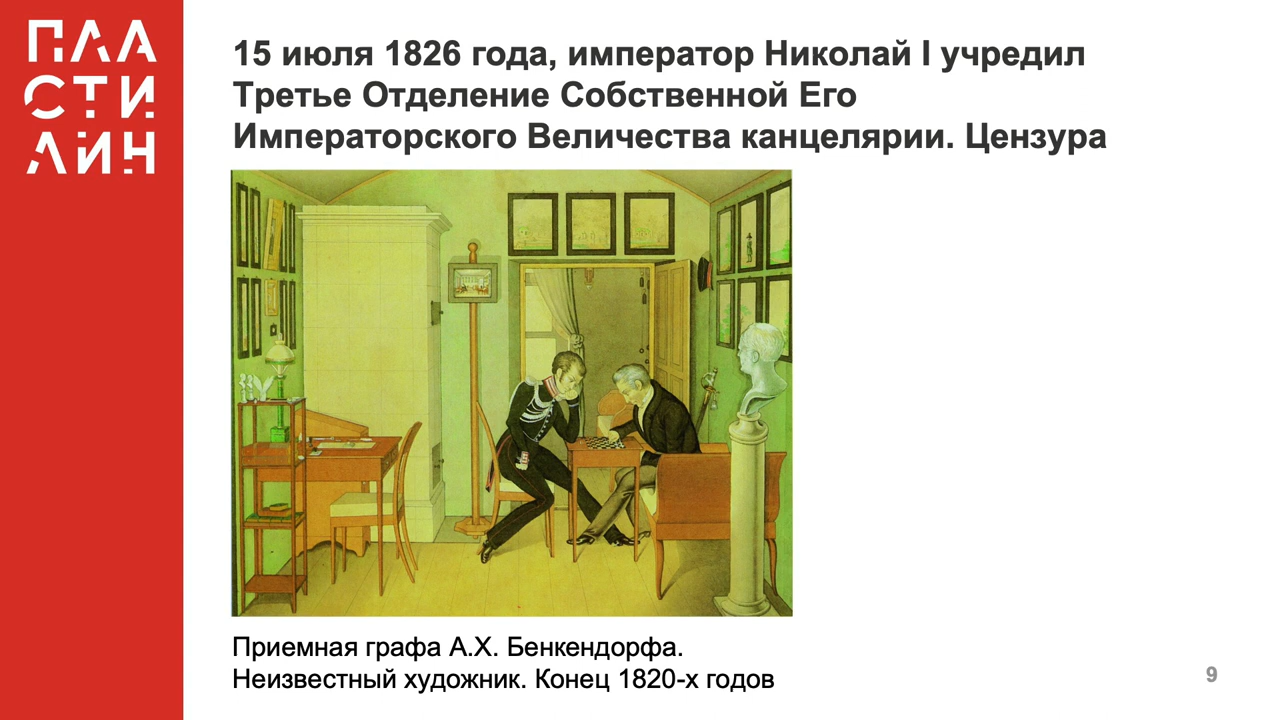 ПЛА
СТИ
ЛИН
15 июля 1826 года, император Николай I учредил
Третье Отделение Собственной Его
Императорского Величества канцелярии. Цензура
Приемная графа А.Х. Бенкендорфа.
Неизвестный художник. Конец 1820-х годов
9